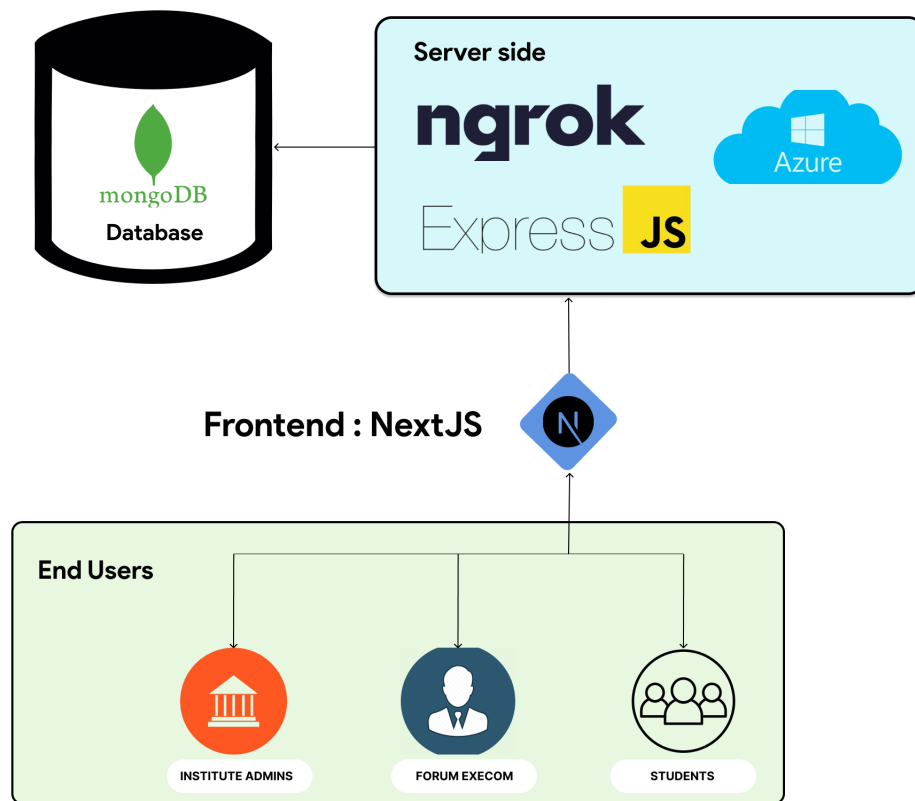 Server side
ngrok
Azure
Express JS
mongoDB
Database
Frontend : NextJS
N
End Users
INSTITUTE ADMINS
FORUM EXECOM
STUDENTS